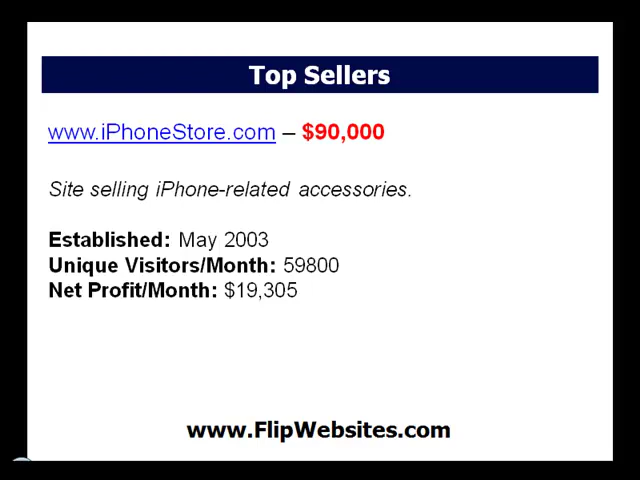 Top Sellers
www.iPhoneStore.com – $90,000
Site selling iPhone-related accessories.
Established: May 2003
Unique Visitors/Month: 59800
Net Profit/Month: $19,305
www.FlipWebsites.com